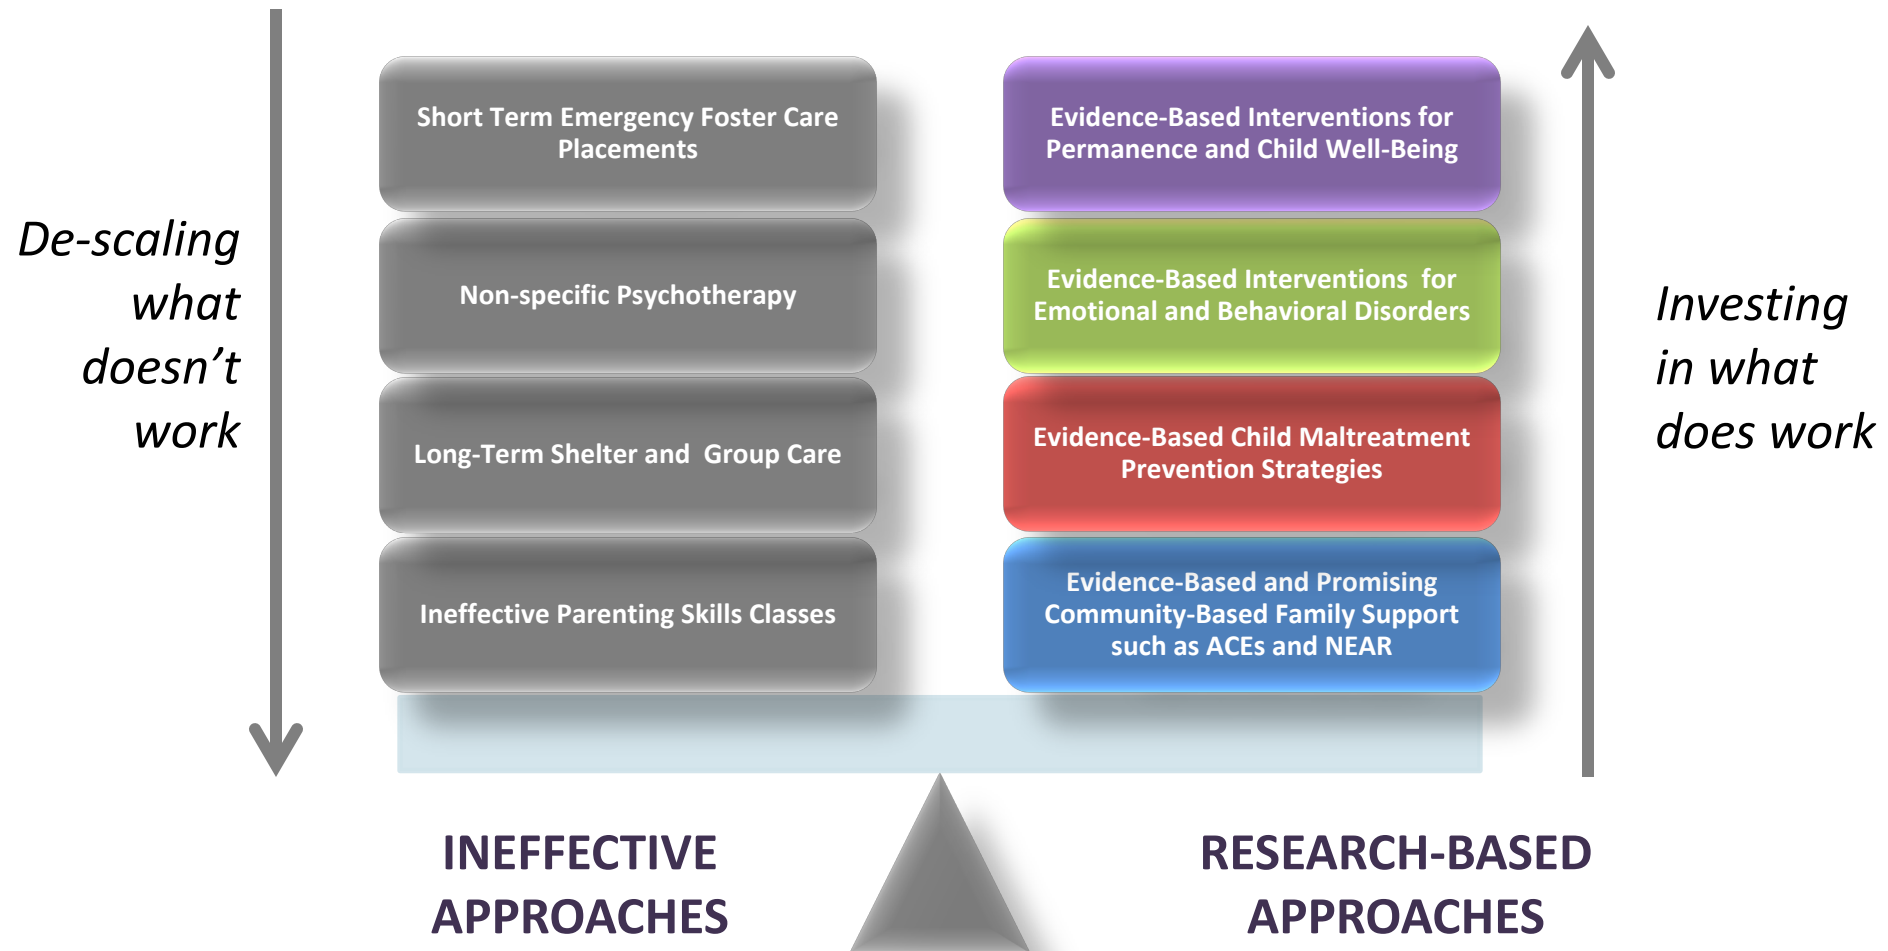 De-scaling
what
doesn’t
work
Short Term Emergency Foster Care
Placements
Non-specific Psychotherapy
Long-Term Shelter and  Group Care
Ineffective Parenting Skills Classes
Evidence-Based Interventions for
Permanence and Child Well-Being
Evidence-Based Interventions  for
Emotional and Behavioral Disorders
Evidence-Based Child Maltreatment
Prevention Strategies
Evidence-Based and Promising
Community-Based Family Support
such as ACEs and NEAR
Investing
in what
does work
INEFFECTIVE
APPROACHES
RESEARCH-BASED
APPROACHES